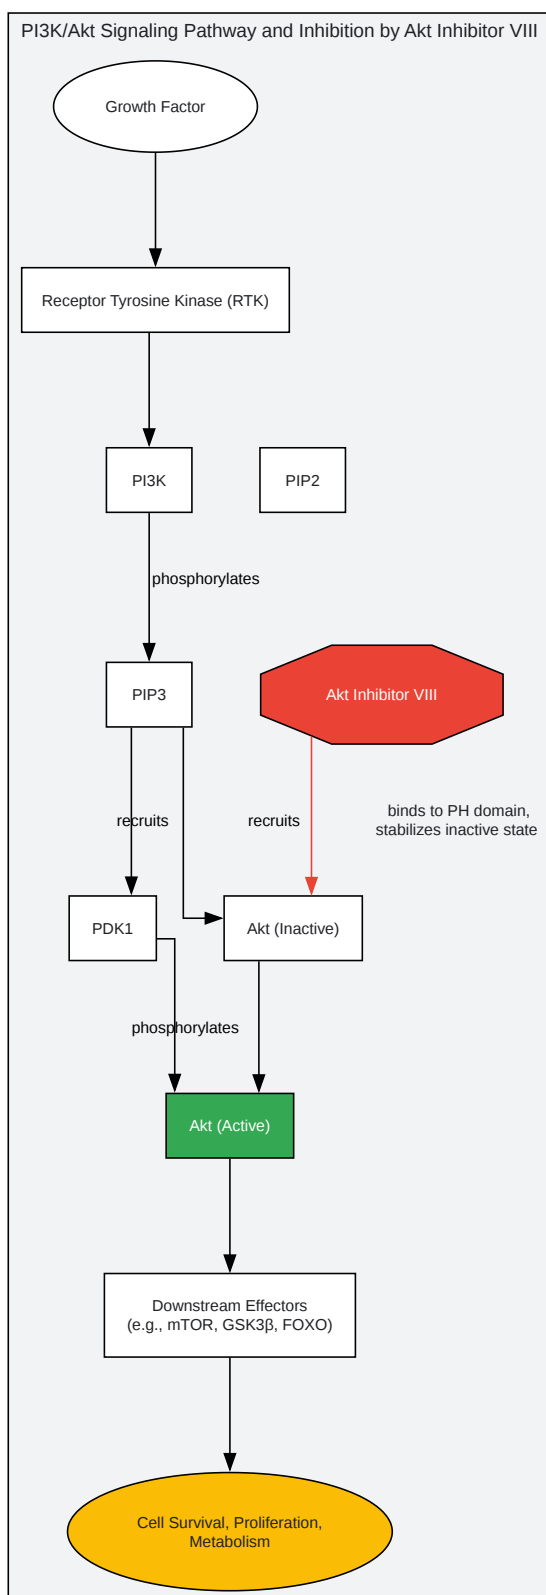 PI3K/Akt Signaling Pathway and Inhibition by Akt Inhibitor VIII
Growth Factor
Receptor Tyrosine Kinase (RTK)
PI3K
PIP2
phosphorylates
PIP3
Akt Inhibitor VIII
recruits
recruits
binds to PH domain,
stabilizes inactive state
PDK1
Akt (Inactive)
phosphorylates
Akt (Active)
Downstream Effectors
(e.g., mTOR, GSK3β, FOXO)
Cell Survival, Proliferation,
Metabolism